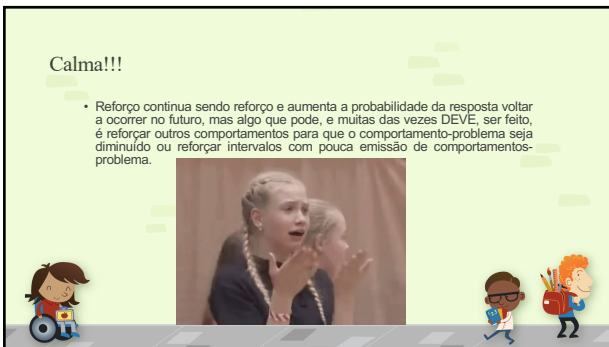 Calma!!!
• Reforço continua sendo reforço e aumenta a probabilidade da resposta voltar
a ocorrer no futuro, mas algo que pode, e muitas das vezes DEVE, ser feito,
é reforçar outros comportamentos para que o comportamento-problema seja
diminuído ou reforçar intervalos com pouca emissão de comportamentos-
problema.